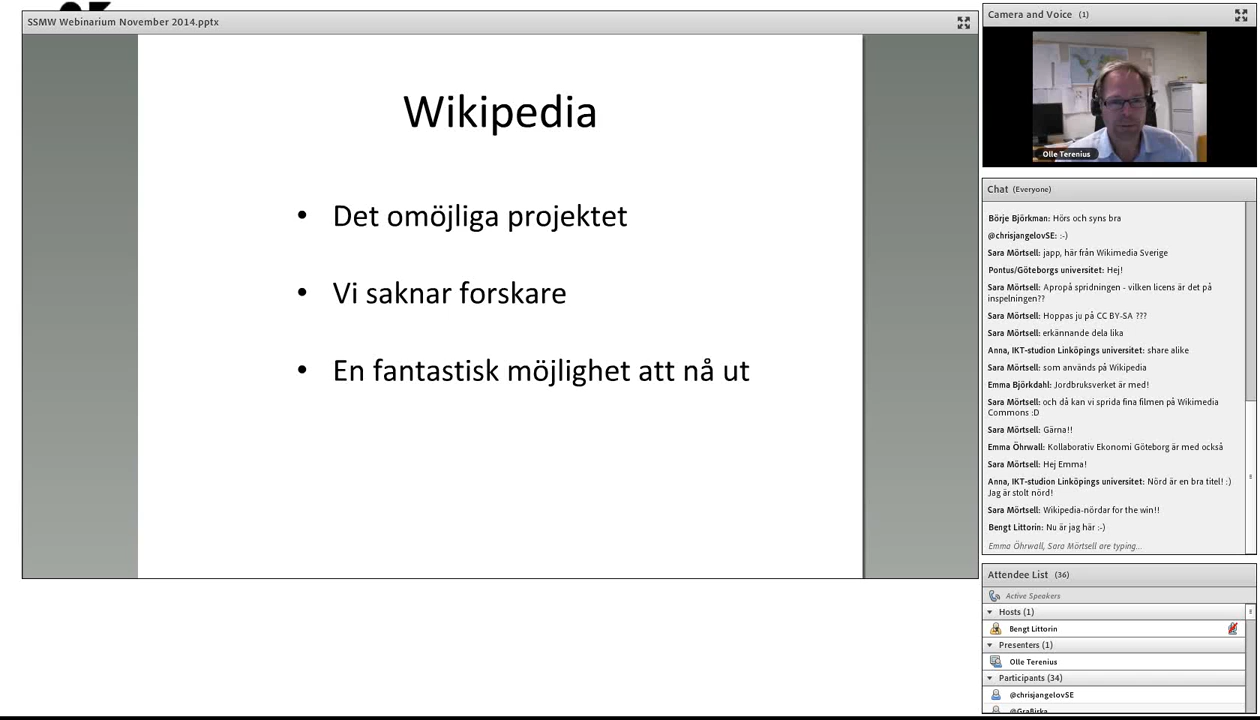 SSMW Webinarium November 2014.pptx
Wikipedia
• Det omöjliga projektet
• Vi saknar forskare
• En fantastisk möjlighet att nå ut
Camera and Voice (1)
Olle Terenius
Chat (Everyone)
Börje Björkman: Hörs och syns bra
@chrisjangelovSE: :-)
Sara Mörtsell: japp, här från Wikimedia Sverige
Pontus/Göteborgs universitet: Hej!
Sara Mörtsell: Apropå spridningen - vilken licens är det på
inspelningen??
Sara Mörtsell: Hoppas ju på CC BY-SA ???
Sara Mörtsell: erkännande dela lika
Anna, IKT-studion Linköpings universitet: share alike
Sara Mörtsell: som används på Wikipedia
Emma Björkdahl: Jordbruksverket är med!
Sara Mörtsell: och då kan vi sprida fina filmen på Wikimedia
Commons :D
Sara Mörtsell: Gärna!!
Emma Öhrwall: Kollaborativ Ekonomi Göteborg är med också
Sara Mörtsell: Hej Emma!
Anna, IKT-studion Linköpings universitet: Nörd är en bra titel! :)
Jag är stolt nörd!
Sara Mörtsell: Wikipedia-nördar for the win!!
Bengt Littorin: Nu är jag här :-)
Emma Öhrwall, Sara Mörtsell are typing...
Attendee List (36)
Active Speakers
Hosts (1)
Bengt Littorin
Presenters (1)
Olle Terenius
Participants (34)
@chrisjangelovSE